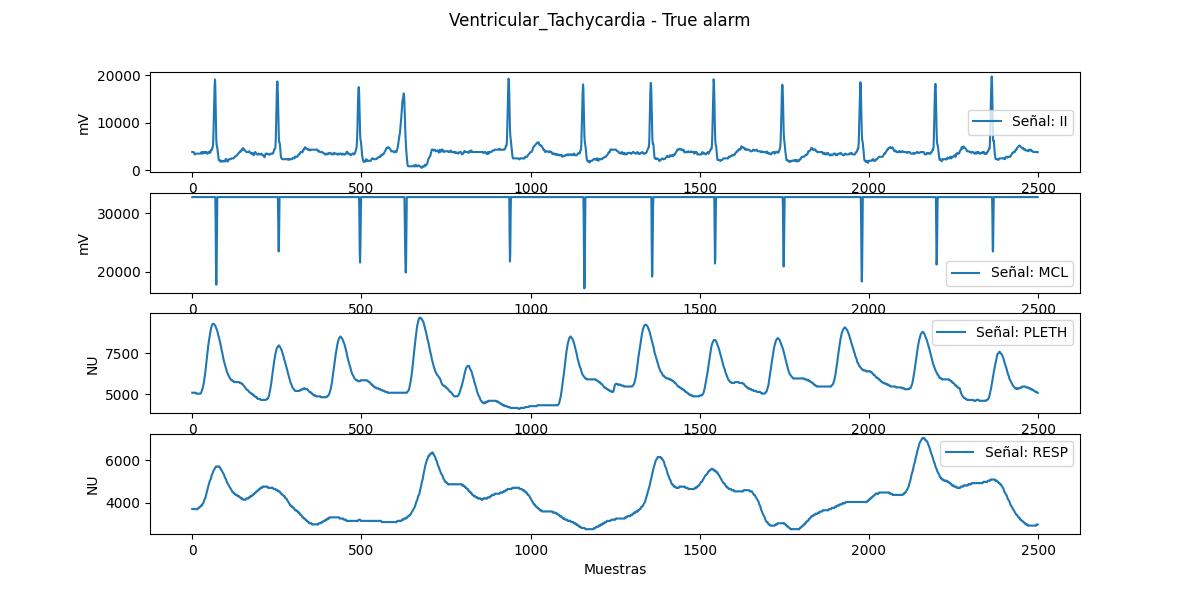 Ventricular_Tachycardia - True alarm
20000
10000
0
mV
Señal: II
0 500 1000 1500 2000 2500
30000
20000
mV
Señal: MCL
0 500 1000 1500 2000 2500
7500
5000
NU
Señal: PLETH
0 500 1000 1500 2000 2500
6000
4000
NU
Señal: RESP
0 500 1000 1500 2000 2500
Muestras